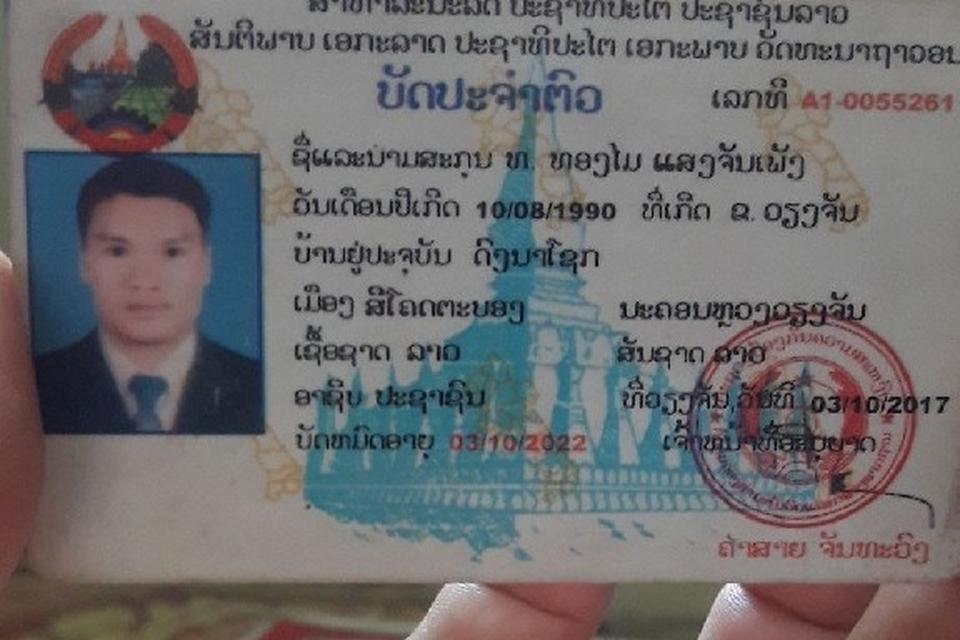 ສາທາລະນະລັດ ປະຊາທິປະໄຕ ປະຊາຊົນລາວ
ສັນຕິພາບ ເອກະລາດ ປະຊາທິປະໄຕ ເອກະພາບ ວັດທະນາຖາວອນ
ບັດປະຈຳຕົວ ເລກທີ A1-0055261
ຊື່ແລະນາມສະກຸນ ທ. ທອງໄມ ແສງຈັນເພັງ
ວັນເດືອນປີເກີດ 10/08/1990 ທີ່ເກີດ ຂ. ວຽງຈັນ
ບ້ານຢູ່ປະຈຸບັນ ດົງນາໂຊກ
ເມືອງ ສີໂຄດຕະບອງ ນະຄອນຫຼວງວຽງຈັນ
ເຊື້ອຊາດ ລາວ ສັນຊາດ ລາວ
ອາຊີບ ປະຊາຊົນ ທີ່ວຽງຈັນ,ວັນທີ 03/10/2017
ບັດຫມົດອາຍຸ 03/10/2022 ເຈົ້າຫນ້າທີ່ອະນຸຍາດ
ຄຳສາຍ ຈັນທະວົງ